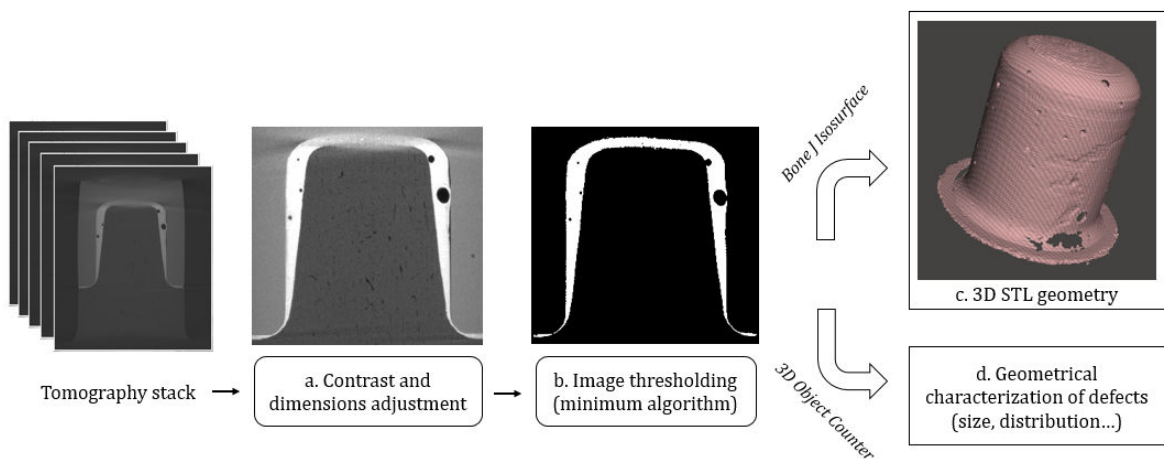 Tomography stack
a. Contrast and
dimensions adjustment
b. Image thresholding
(minimum algorithm)
Bone J Isosurface
c. 3D STL geometry
3D Object Counter
d. Geometrical
characterization of defects
(size, distribution...)